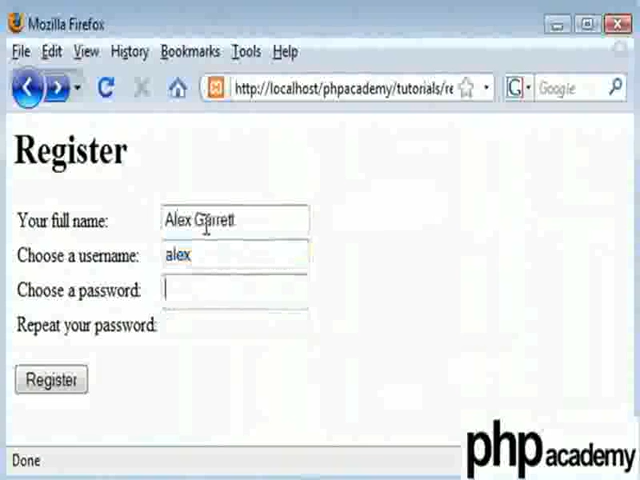 Mozilla Firefox
File Edit View History Bookmarks Tools Help
http://localhost/phpacademy/tutorials/re Google
Register
Your full name: Alex Garrett
Choose a username: alex
Choose a password:
Repeat your password:
Register
Done
php academy